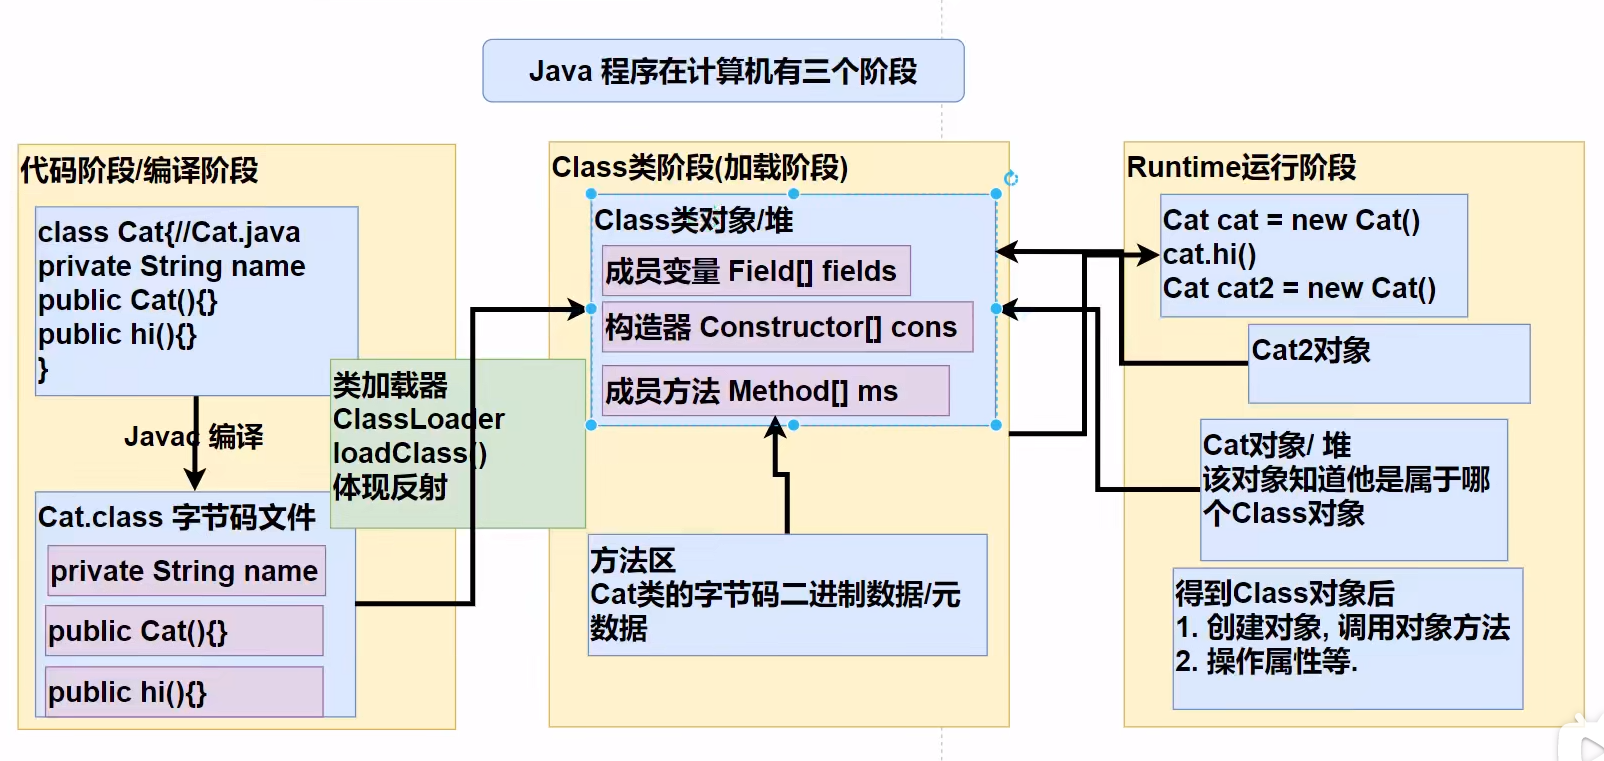 Java 程序在计算机有三个阶段
代码阶段/编译阶段
class Cat{//Cat.java
private String name
public Cat(){}
public hi(){}
}
Javac 编译
Cat.class 字节码文件
private String name
public Cat(){}
public hi(){}
类加载器
ClassLoader
loadClass()
体现反射
Class类阶段(加载阶段)
Class类对象/堆
成员变量 Field[] fields
构造器 Constructor[] cons
成员方法 Method[] ms
方法区
Cat类的字节码二进制数据/元
数据
Runtime运行阶段
Cat cat = new Cat()
cat.hi()
Cat cat2 = new Cat()
Cat2对象
Cat对象/ 堆
该对象知道他是属于哪
个Class对象
得到Class对象后
1. 创建对象, 调用对象方法
2. 操作属性等.